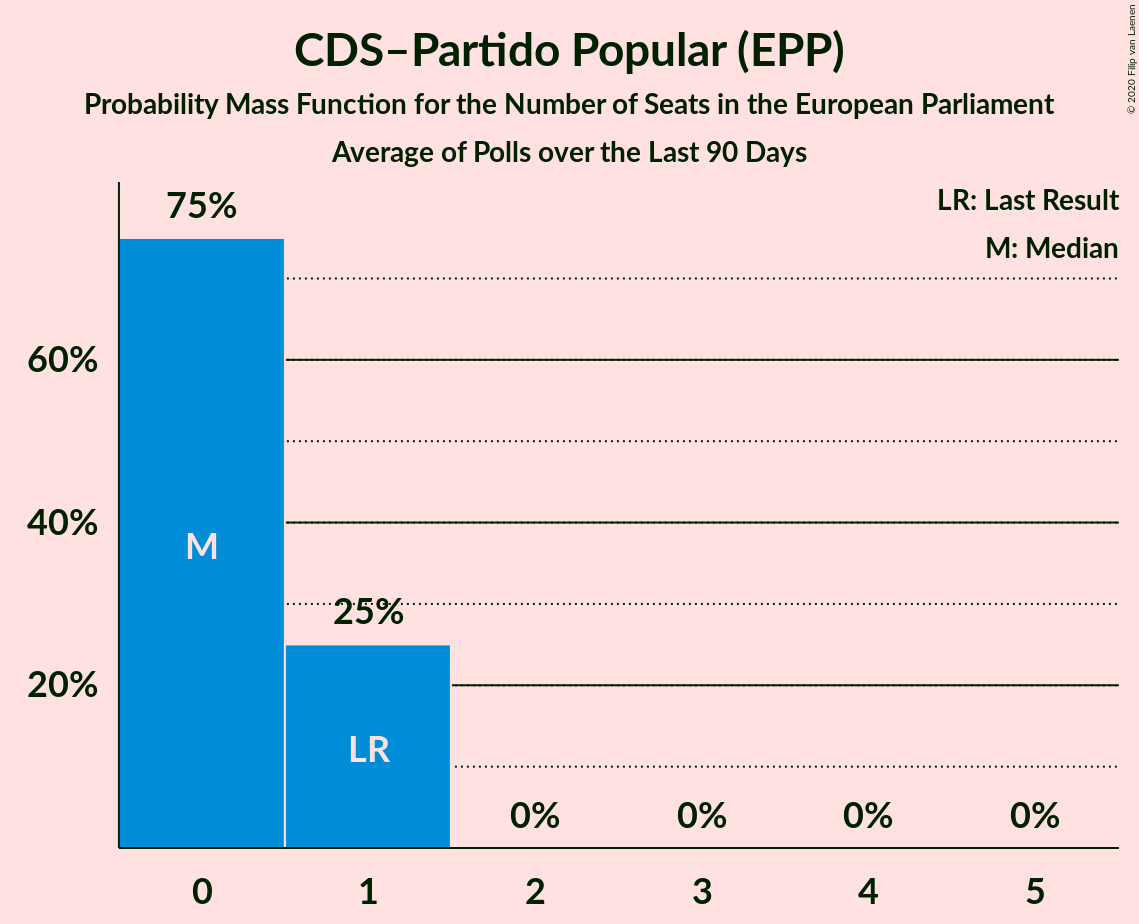 CDS–Partido Popular (EPP)
Probability Mass Function for the Number of Seats in the European Parliament
Average of Polls over the Last 90 Days
© 2020 Filip van Laenen
LR: Last Result
M: Median
75%
60%
40%
M
25%
20%
LR
0% 0% 0% 0%
0 1 2 3 4 5